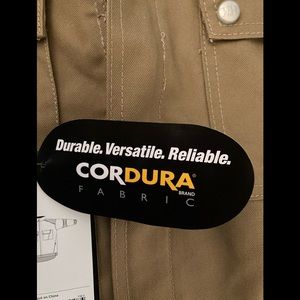 Durable. Versatile. Reliable.
CORDURA®
BRAND
FABRIC